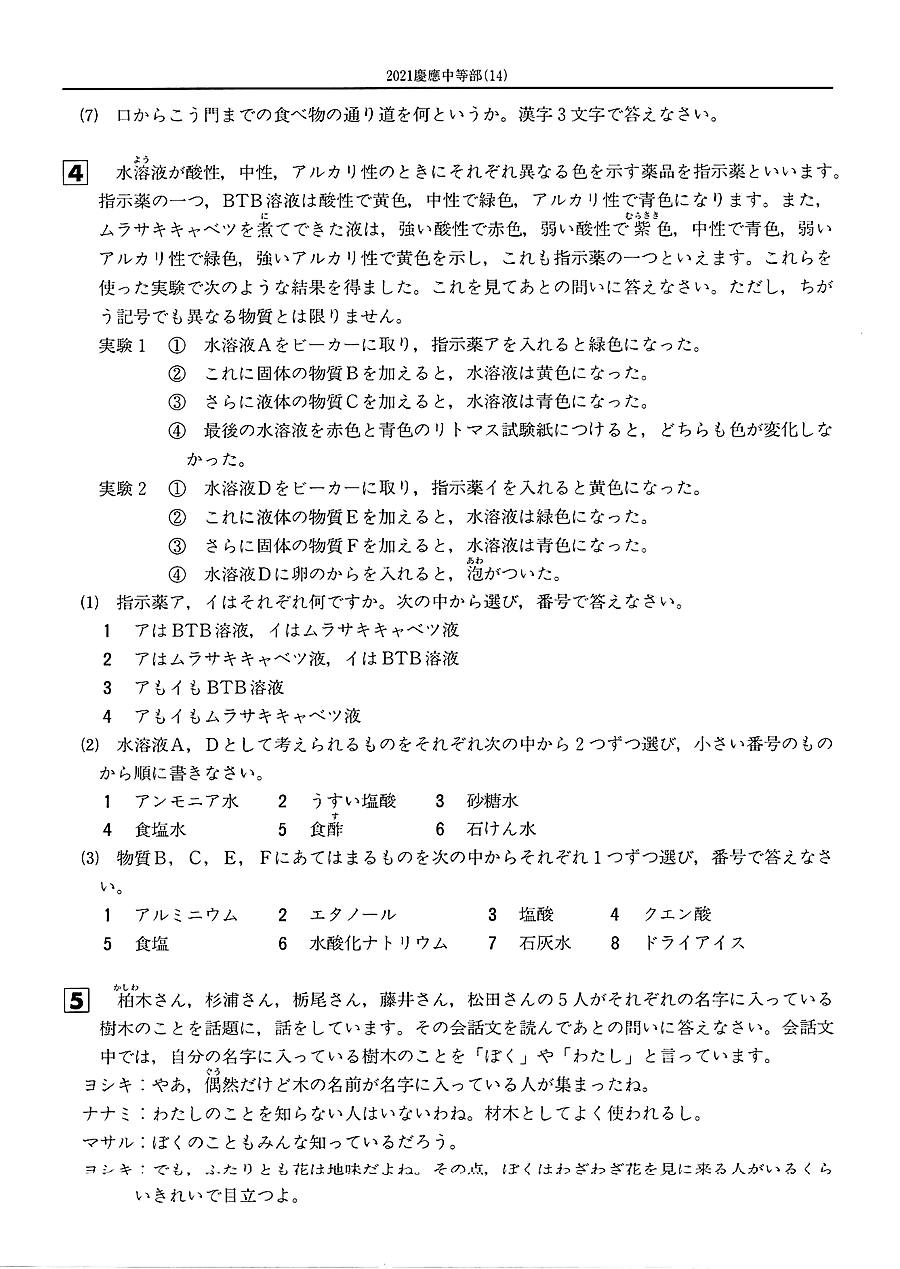 2021慶應中等部(14)
(7) 口からこう門までの食べ物の通り道を何というか。漢字3文字で答えなさい。
よう
4 水溶液が酸性，中性，アルカリ性のときにそれぞれ異なる色を示す薬品を指示薬といいます。
指示薬の一つ，BTB溶液は酸性で黄色，中性で緑色，アルカリ性で青色になります。また，
に むらさき
ムラサキキャベツを煮てできた液は，強い酸性で赤色，弱い酸性で紫色，中性で青色，弱い
アルカリ性で緑色，強いアルカリ性で黄色を示し，これも指示薬の一つといえます。これらを
使った実験で次のような結果を得ました。これを見てあとの問いに答えなさい。ただし，ちが
う記号でも異なる物質とは限りません。
実験1 ① 水溶液Aをビーカーに取り，指示薬アを入れると緑色になった。
② これに固体の物質Bを加えると，水溶液は黄色になった。
③ さらに液体の物質Cを加えると，水溶液は青色になった。
④ 最後の水溶液を赤色と青色のリトマス試験紙につけると，どちらも色が変化しな
かった。
実験2 ① 水溶液Dをビーカーに取り，指示薬イを入れると黄色になった。
② これに液体の物質Eを加えると，水溶液は緑色になった。
③ さらに固体の物質Fを加えると，水溶液は青色になった。
あわ
④ 水溶液Dに卵のからを入れると，泡がついた。
(1) 指示薬ア，イはそれぞれ何ですか。次の中から選び，番号で答えなさい。
1 アはBTB溶液，イはムラサキキャベツ液
2 アはムラサキキャベツ液，イはBTB溶液
3 アもイもBTB溶液
4 アもイもムラサキキャベツ液
(2) 水溶液A，Dとして考えられるものをそれぞれ次の中から2つずつ選び，小さい番号のもの
から順に書きなさい。
1 アンモニア水 2 うすい塩酸 3 砂糖水
す
4 食塩水 5 食酢 6 石けん水
(3) 物質B，C，E，Fにあてはまるものを次の中からそれぞれ1つずつ選び，番号で答えなさ
い。
1 アルミニウム 2 エタノール 3 塩酸 4 クエン酸
5 食塩 6 水酸化ナトリウム 7 石灰水 8 ドライアイス
かしわ
5 柏木さん，杉浦さん，栃尾さん，藤井さん，松田さんの5人がそれぞれの名字に入っている
樹木のことを話題に，話をしています。その会話文を読んであとの問いに答えなさい。会話文
中では，自分の名字に入っている樹木のことを「ぼく」や「わたし」と言っています。
ぐう
ヨシキ：やあ，偶然だけど木の名前が名字に入っている人が集まったね。
ナナミ：わたしのことを知らない人はいないわね。材木としてよく使われるし。
マサル：ぼくのこともみんな知っているだろう。
ヨシキ：でも，ふたりとも花は地味だよね。その点，ぼくはわざわざ花を見に来る人がいるくら
いきれいで目立つよ。